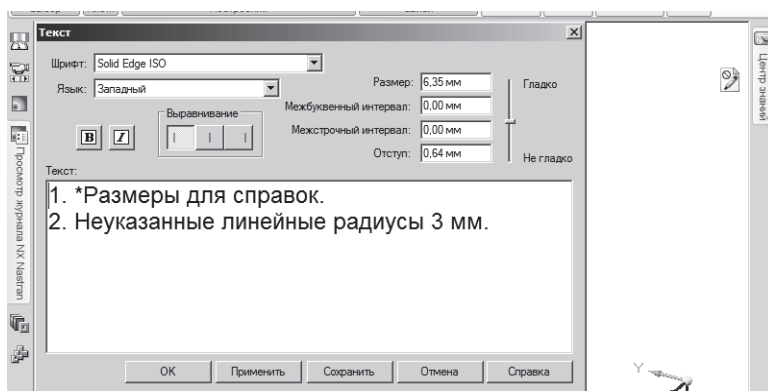 Текст
Шрифт: Solid Edge ISO
Язык: Западный
Выравнивание
B I
Размер: 6,35 мм
Межбуквенный интервал: 0,00 мм
Межстрочный интервал: 0,00 мм
Отступ: 0,64 мм
Гладко
Не гладко
Текст:
1. *Размеры для справок.
2. Неуказанные линейные радиусы 3 мм.
OK Применить Сохранить Отмена Справка
Просмотр журнала NX Nastran
Центр знаний
Y